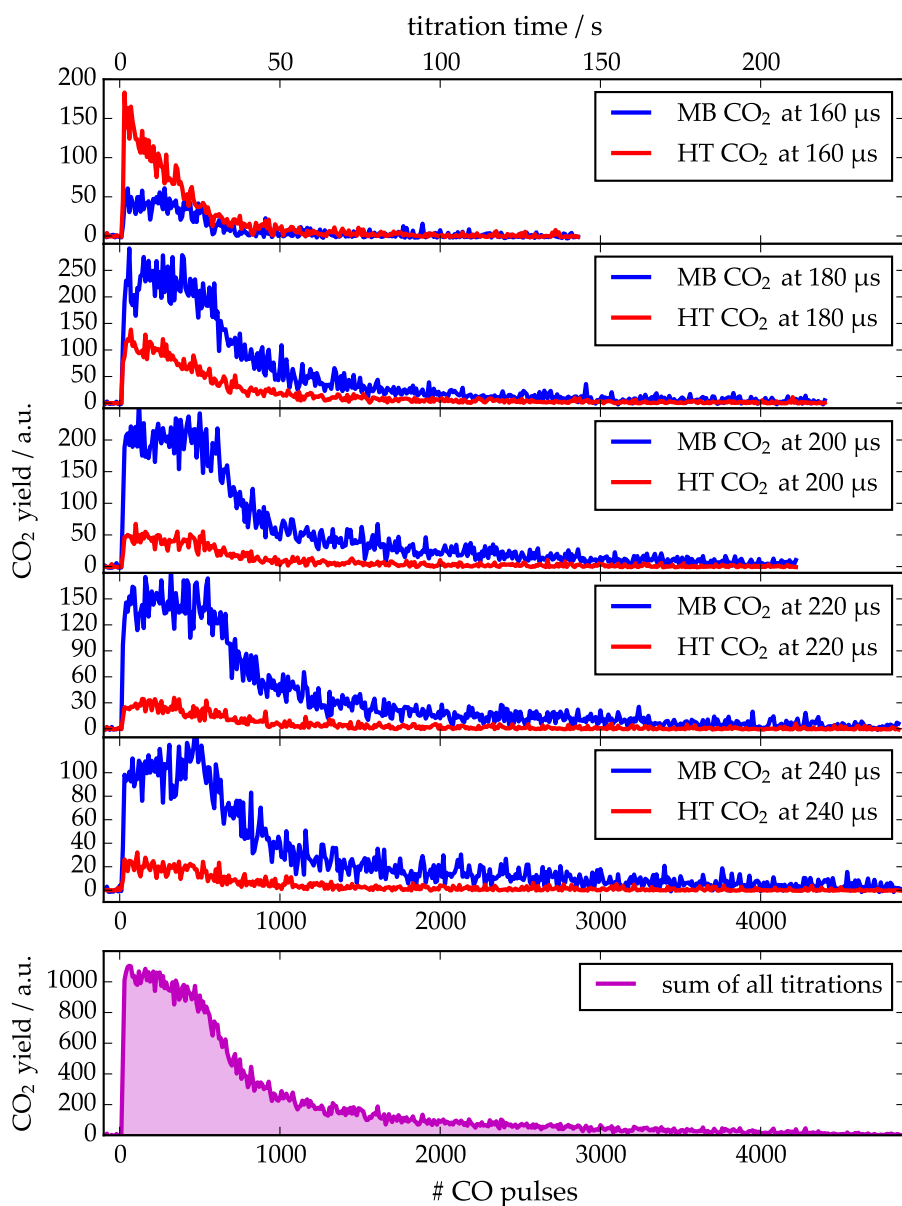 titration time / s
0 50 100 150 200
200
150
100
50
0
MB CO₂ at 160 µs
HT CO₂ at 160 µs
250
200
150
100
50
0
MB CO₂ at 180 µs
HT CO₂ at 180 µs
CO₂ yield / a.u.
200
150
100
50
0
MB CO₂ at 200 µs
HT CO₂ at 200 µs
150
120
90
60
30
0
MB CO₂ at 220 µs
HT CO₂ at 220 µs
100
80
60
40
20
0
MB CO₂ at 240 µs
HT CO₂ at 240 µs
0 1000 2000 3000 4000
CO₂ yield / a.u.
1000
800
600
400
200
0
sum of all titrations
0 1000 2000 3000 4000
# CO pulses